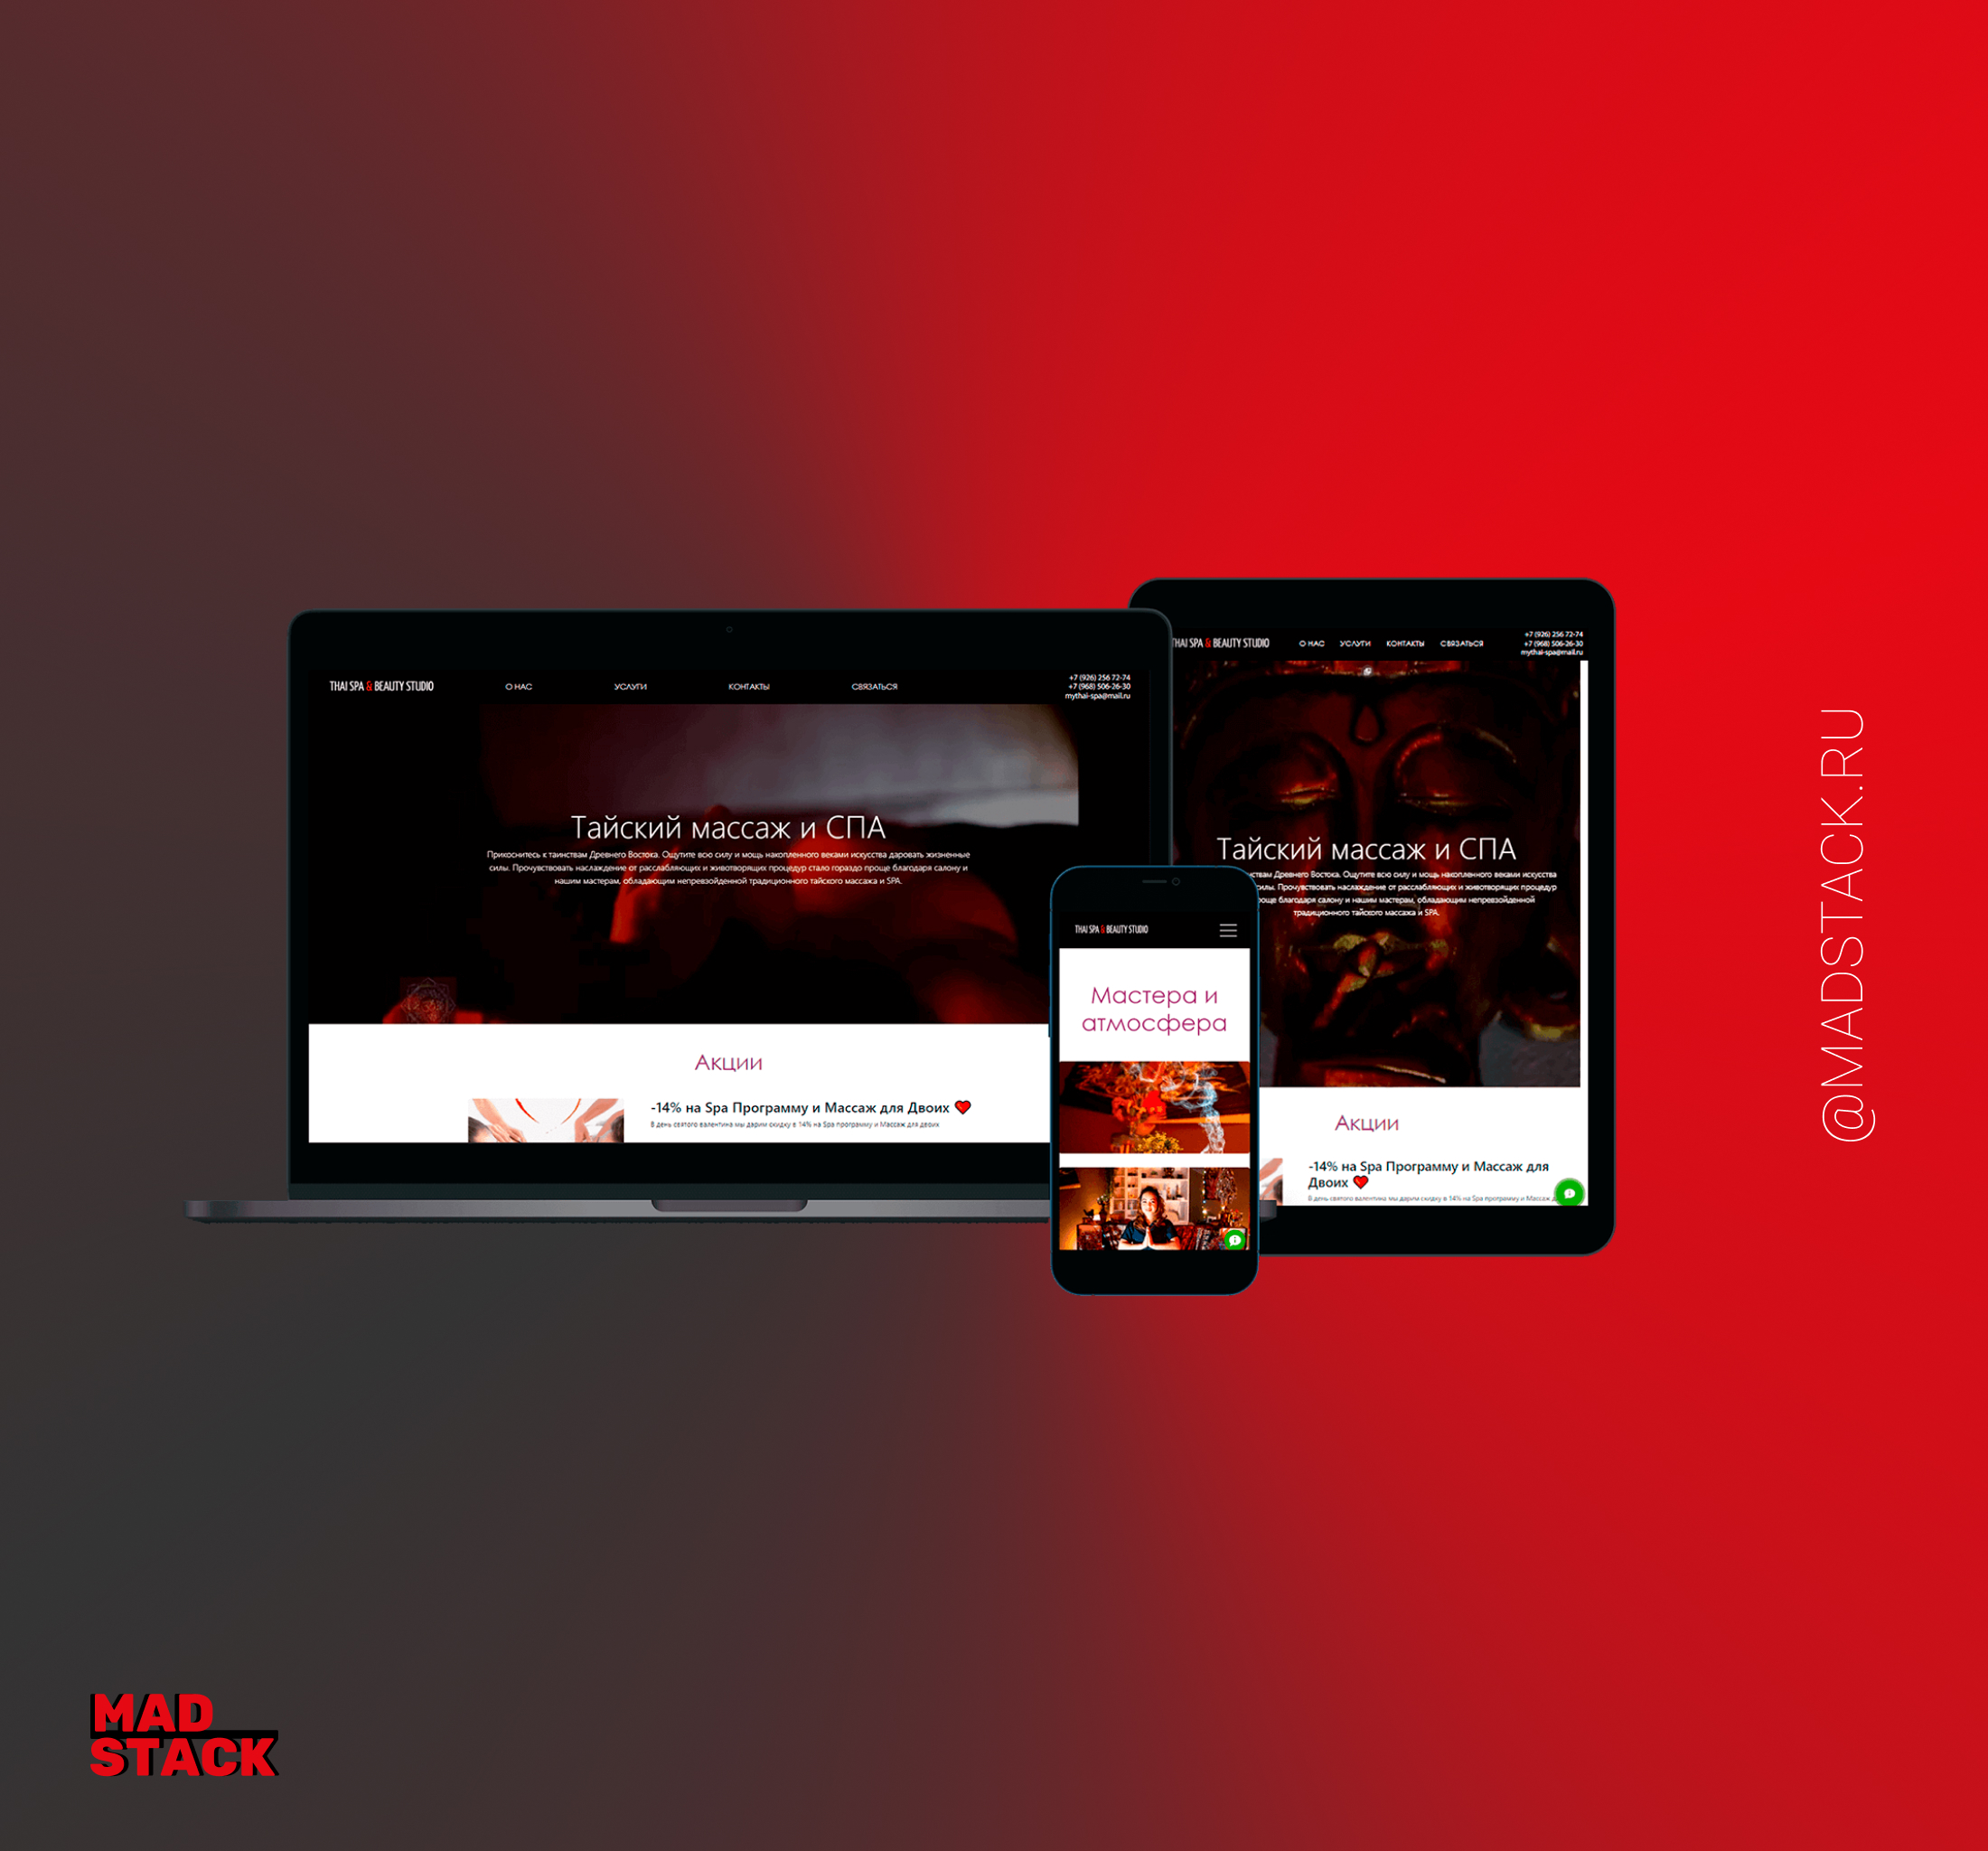 THAI SPA & BEAUTY STUDIO
О НАС
УСЛУГИ
КОНТАКТЫ
СВЯЗАТЬСЯ
+7 (926) 256 72-74
+7 (968) 506-26-30
mythai-spa@mail.ru
Тайский массаж и СПА
Прикоснитесь к таинствам Древнего Востока. Ощутите всю силу и мощь накопленного веками искусства даровать жизненные
силы. Прочувствовать наслаждение от расслабляющих и животворящих процедур стало гораздо проще благодаря салону и
нашим мастерам, обладающим непревзойденной традиционного тайского массажа и SPA.
Акции
-14% на Spa Программу и Массаж для Двоих ❤
В день святого валентина мы дарим скидку в 14% на Spa программу и Массаж для двоих
THAI SPA & BEAUTY STUDIO
Мастера и
атмосфера
THAI SPA & BEAUTY STUDIO
О НАС
УСЛУГИ
КОНТАКТЫ
СВЯЗАТЬСЯ
+7 (926) 256 72-74
+7 (968) 506-26-30
mythai-spa@mail.ru
Тайский массаж и СПА
Древнего Востока. Ощутите всю силу и мощь накопленного веками искусства
силы. Прочувствовать наслаждение от расслабляющих и животворящих процедур
благодаря салону и нашим мастерам, обладающим непревзойденной
традиционного тайского массажа и SPA.
Акции
-14% на Spa Программу и Массаж для
Двоих ❤
В день святого валентина мы дарим скидку в 14% на Spa программу и Массаж
@MADSTACK.RU
MAD
STACK